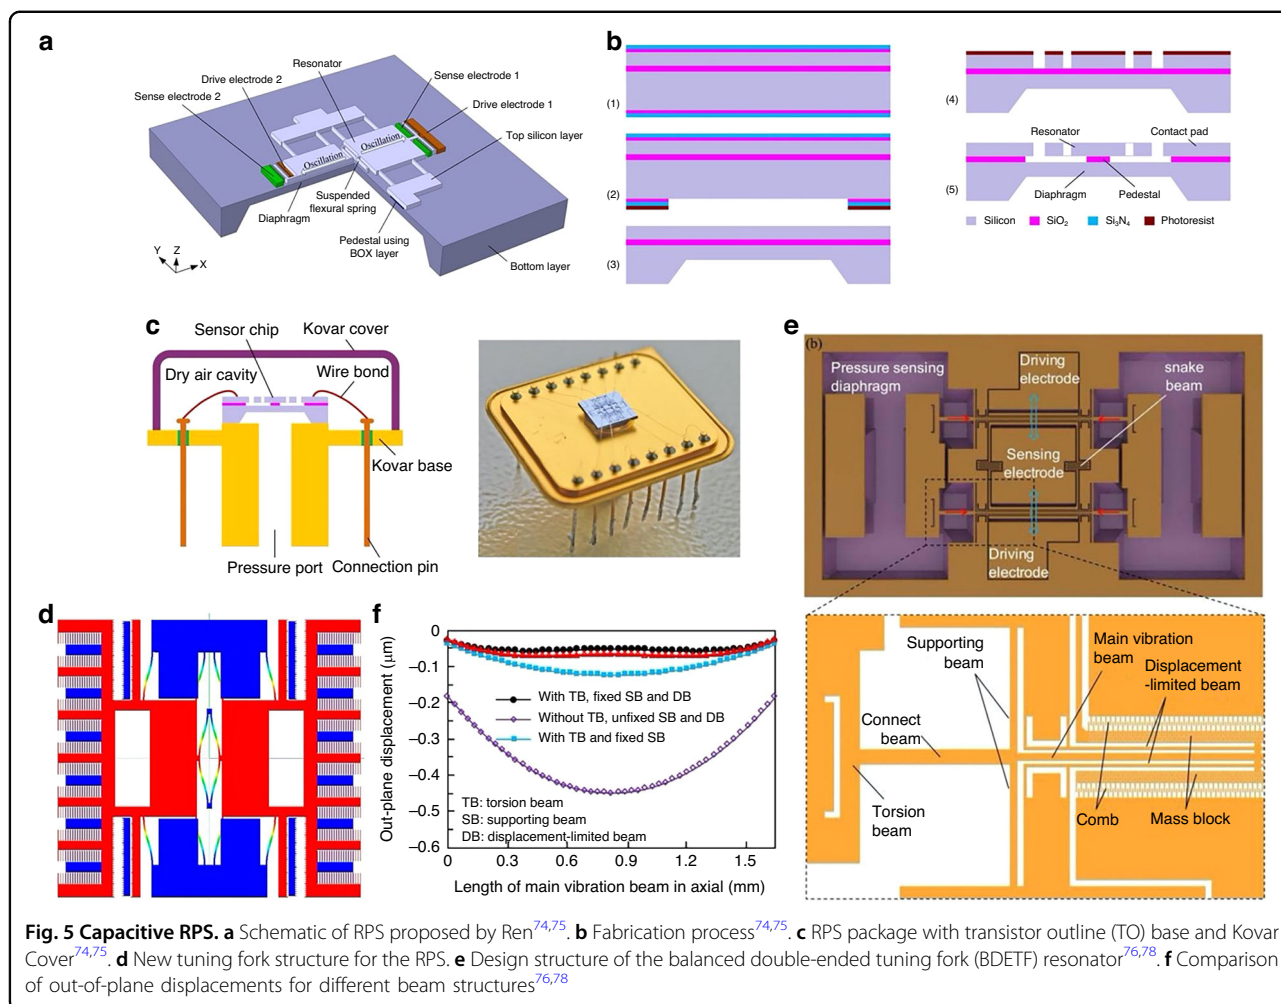 a
Resonator
Drive electrode 2
Sense electrode 2
Sense electrode 1
Drive electrode 1
Top silicon layer
Oscillation
Oscillation
Suspended
flexural spring
Diaphragm
Pedestal using
BOX layer
Bottom layer
Y Z X
b
(1)
(2)
(3)
(4)
Resonator
Contact pad
(5)
Diaphragm
Pedestal
Silicon
SiO2
Si3N4
Photoresist
c
Sensor chip
Kovar cover
Dry air cavity
Wire bond
Kovar base
Pressure port
Connection pin
d
e
(b)
Pressure sensing
diaphragm
Driving
electrode
snake
beam
Sensing
electrode
Driving
electrode
Supporting
beam
Main vibration
beam
Displacement
-limited beam
Connect
beam
Torsion
beam
Comb
Mass block
f
Out-plane displacement (μm)
0
–0.1
–0.2
–0.3
–0.4
–0.5
–0.6
With TB, fixed SB and DB
Without TB, unfixed SB and DB
With TB and fixed SB
TB: torsion beam
SB: supporting beam
DB: displacement-limited beam
0 0.3 0.6 0.9 1.2 1.5
Length of main vibration beam in axial (mm)
Fig. 5 Capacitive RPS. a Schematic of RPS proposed by Ren74,75. b Fabrication process74,75. c RPS package with transistor outline (TO) base and Kovar
Cover74,75. d New tuning fork structure for the RPS. e Design structure of the balanced double-ended tuning fork (BDETF) resonator76,78. f Comparison
of out-of-plane displacements for different beam structures76,78